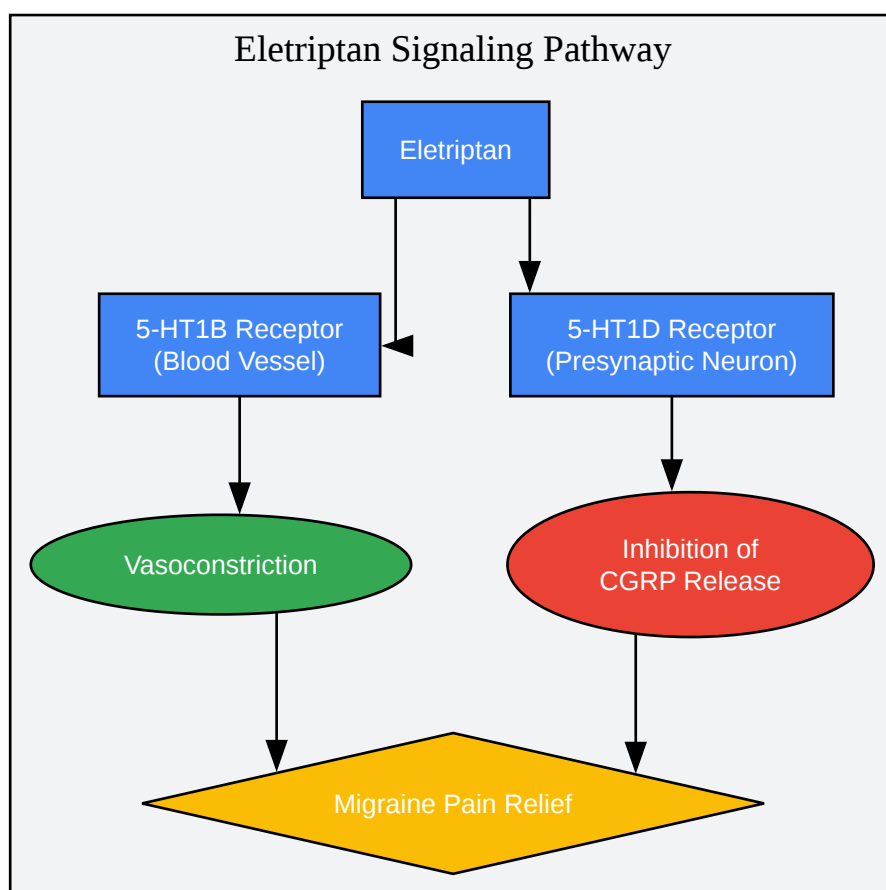 Eletriptan Signaling Pathway
Eletriptan
5-HT1B Receptor
(Blood Vessel)
5-HT1D Receptor
(Presynaptic Neuron)
Vasoconstriction
Inhibition of
CGRP Release
Migraine Pain Relief